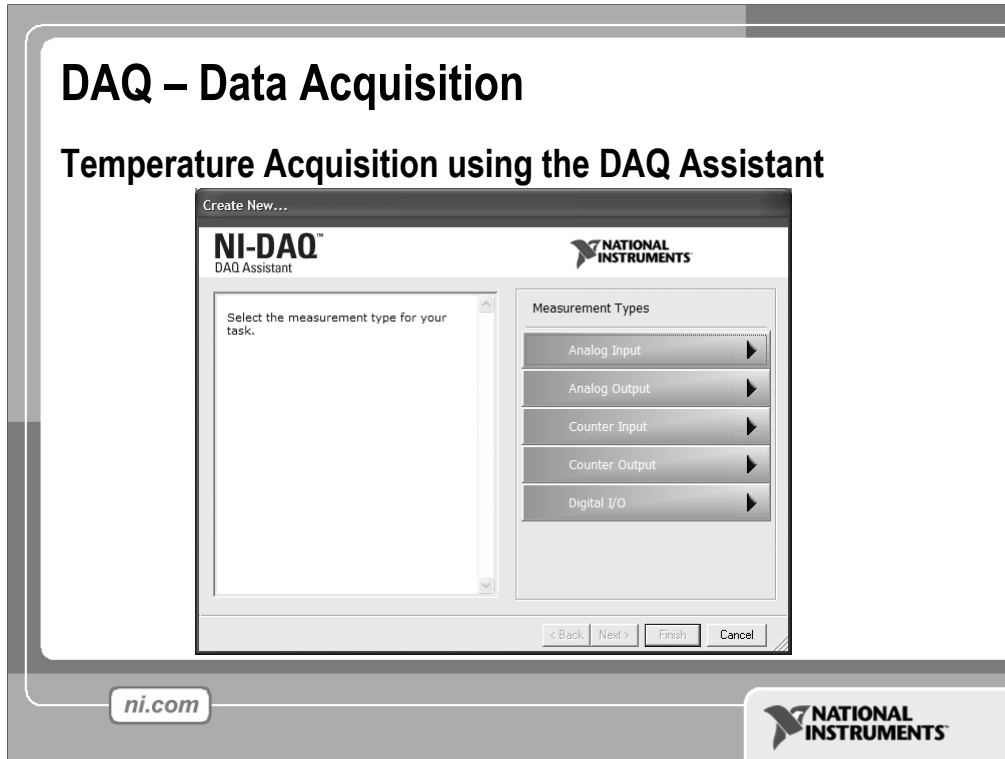 DAQ – Data Acquisition
Temperature Acquisition using the DAQ Assistant
Create New...
NI-DAQ™
DAQ Assistant
NATIONAL
INSTRUMENTS
Select the measurement type for your
task.
Measurement Types
Analog Input
Analog Output
Counter Input
Counter Output
Digital I/O
< Back
Next >
Finish
Cancel
ni.com
NATIONAL
INSTRUMENTS